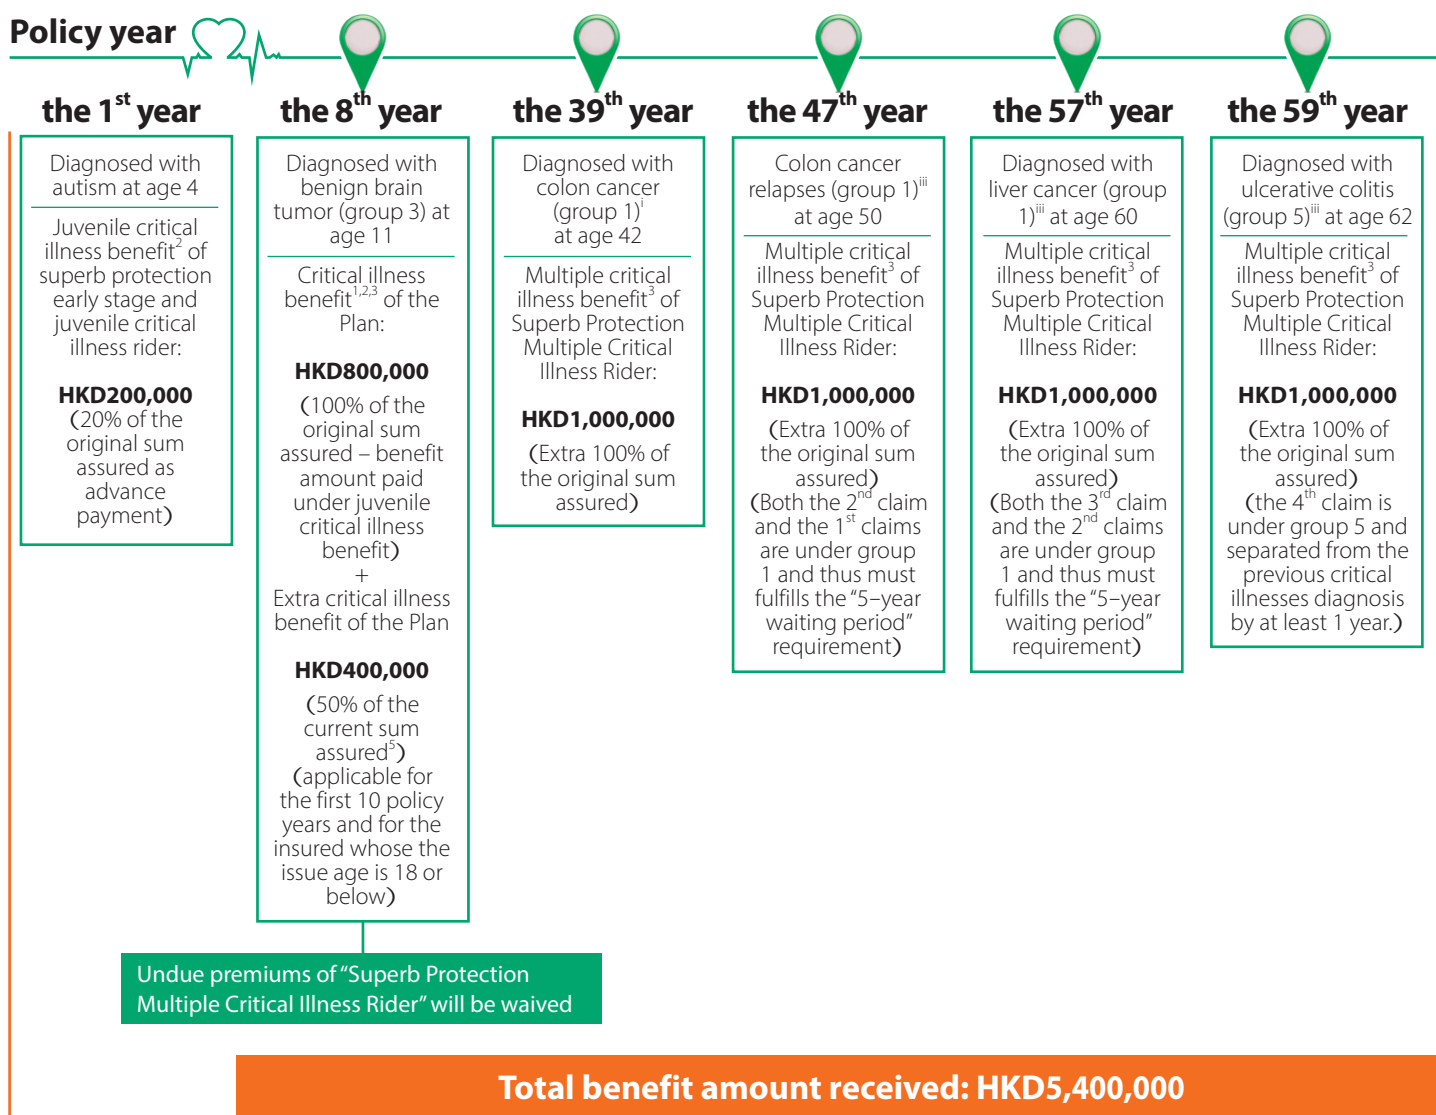 Policy year
the 1st year
Diagnosed with
autism at age 4
Juvenile critical
illness benefit2 of
superb protection
early stage and
juvenile critical
illness rider:
HKD200,000
(20% of the
original sum
assured as
advance
payment)
the 8th year
Diagnosed with
benign brain
tumor (group 3) at
age 11
Critical illness
benefit1,2,3 of the
Plan:
HKD800,000
(100% of the
original sum
assured – benefit
amount paid
under juvenile
critical illness
benefit)
+
Extra critical illness
benefit of the Plan
HKD400,000
(50% of the
current sum
assured5)
(applicable for
the first 10 policy
years and for the
insured whose the
issue age is 18 or
below)
Undue premiums of “Superb Protection
Multiple Critical Illness Rider” will be waived
the 39th year
Diagnosed with
colon cancer
(group 1)i
at age 42
Multiple critical
illness benefit3 of
Superb Protection
Multiple Critical
Illness Rider:
HKD1,000,000
(Extra 100% of
the original sum
assured)
the 47th year
Colon cancer
relapses (group 1)iii
at age 50
Multiple critical
illness benefit3 of
Superb Protection
Multiple Critical
Illness Rider:
HKD1,000,000
(Extra 100% of
the original sum
assured)
(Both the 2nd claim
and the 1st claims
are under group
1 and thus must
fulfills the “5–year
waiting period”
requirement)
the 57th year
Diagnosed with
liver cancer (group
1)iii at age 60
Multiple critical
illness benefit3 of
Superb Protection
Multiple Critical
Illness Rider:
HKD1,000,000
(Extra 100% of
the original sum
assured)
(Both the 3rd claim
and the 2nd claims
are under group
1 and thus must
fulfills the “5–year
waiting period”
requirement)
the 59th year
Diagnosed with
ulcerative colitis
(group 5)iii at age 62
Multiple critical
illness benefit3 of
Superb Protection
Multiple Critical
Illness Rider:
HKD1,000,000
(Extra 100% of
the original sum
assured)
(the 4th claim is
under group 5 and
separated from the
previous critical
illnesses diagnosis
by at least 1 year.)
Total benefit amount received: HKD5,400,000